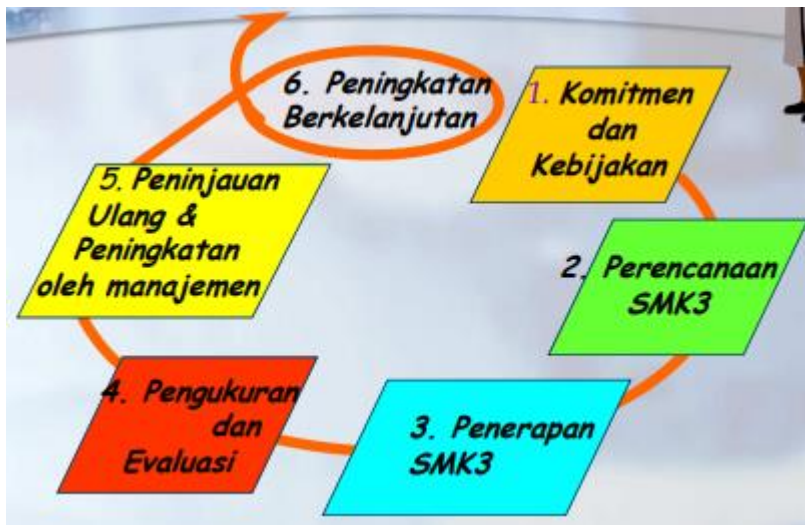 1. Komitmen
dan
Kebijakan
2. Perencanaan
SMK3
3. Penerapan
SMK3
4. Pengukuran
dan
Evaluasi
5. Peninjauan
Ulang &
Peningkatan
oleh manajemen
6. Peningkatan
Berkelanjutan